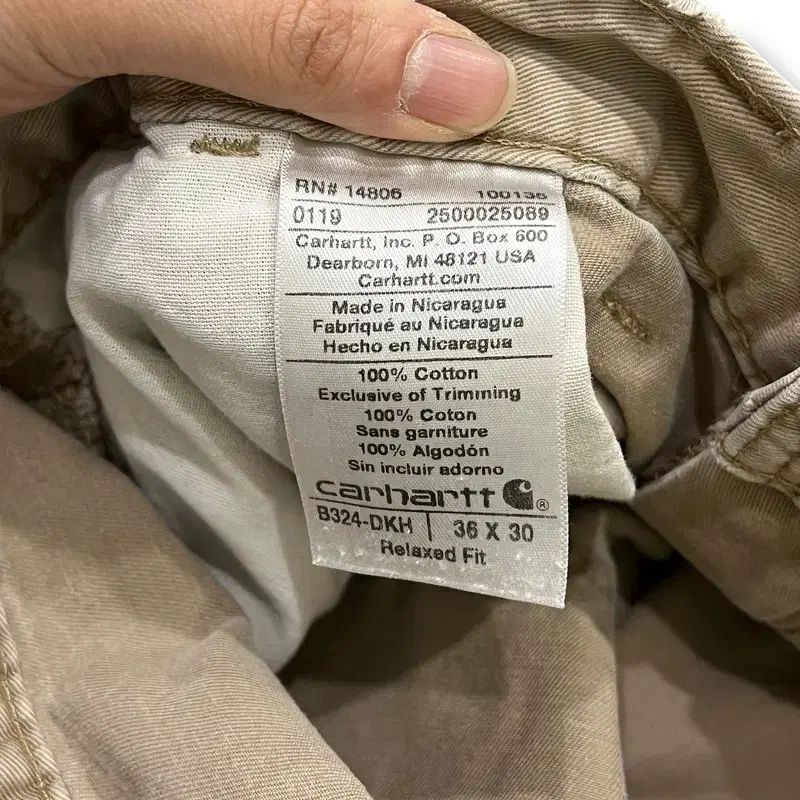 RN# 14806 100136
0119 2500025089
Carhartt, Inc. P. O. Box 600
Dearborn, MI 48121 USA
Carhartt.com
Made in Nicaragua
Fabriqué au Nicaragua
Hecho en Nicaragua
100% Cotton
Exclusive of Trimming
100% Coton
Sans garniture
100% Algodón
Sin incluir adorno
carhartt ®
B324-DKH | 36 X 30
Relaxed Fit